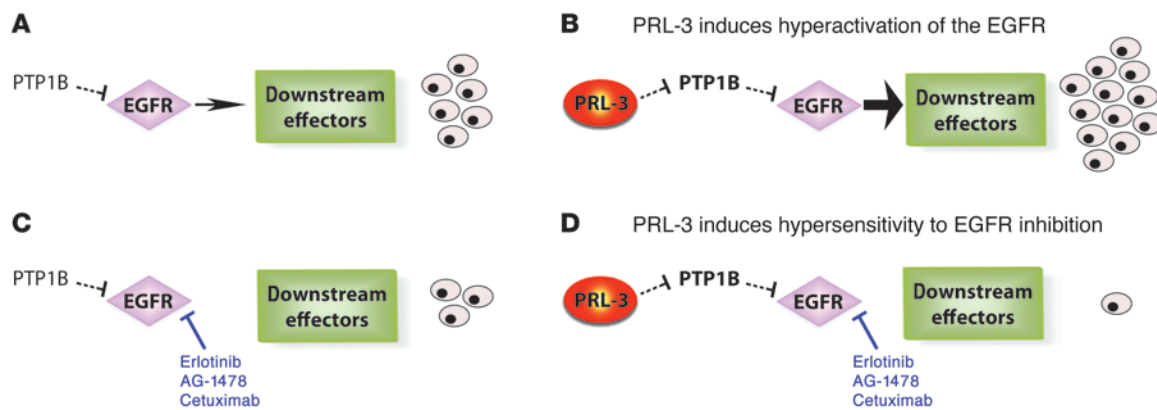 A
PTP1B
EGFR
Downstream
effectors
B PRL-3 induces hyperactivation of the EGFR
PRL-3
PTP1B
EGFR
Downstream
effectors
C
PTP1B
EGFR
Downstream
effectors
Erlotinib
AG-1478
Cetuximab
D PRL-3 induces hypersensitivity to EGFR inhibition
PRL-3
PTP1B
EGFR
Downstream
effectors
Erlotinib
AG-1478
Cetuximab